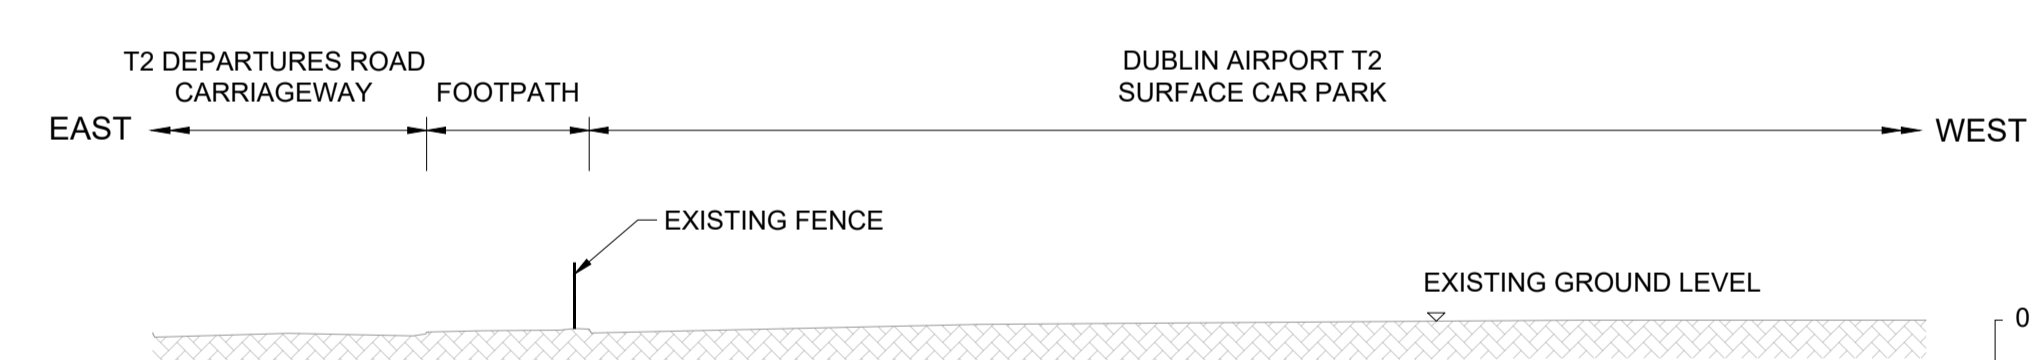 T2 DEPARTURES ROAD
CARRIAGEWAY
FOOTPATH
DUBLIN AIRPORT T2
SURFACE CAR PARK
EAST
WEST
EXISTING FENCE
EXISTING GROUND LEVEL
0